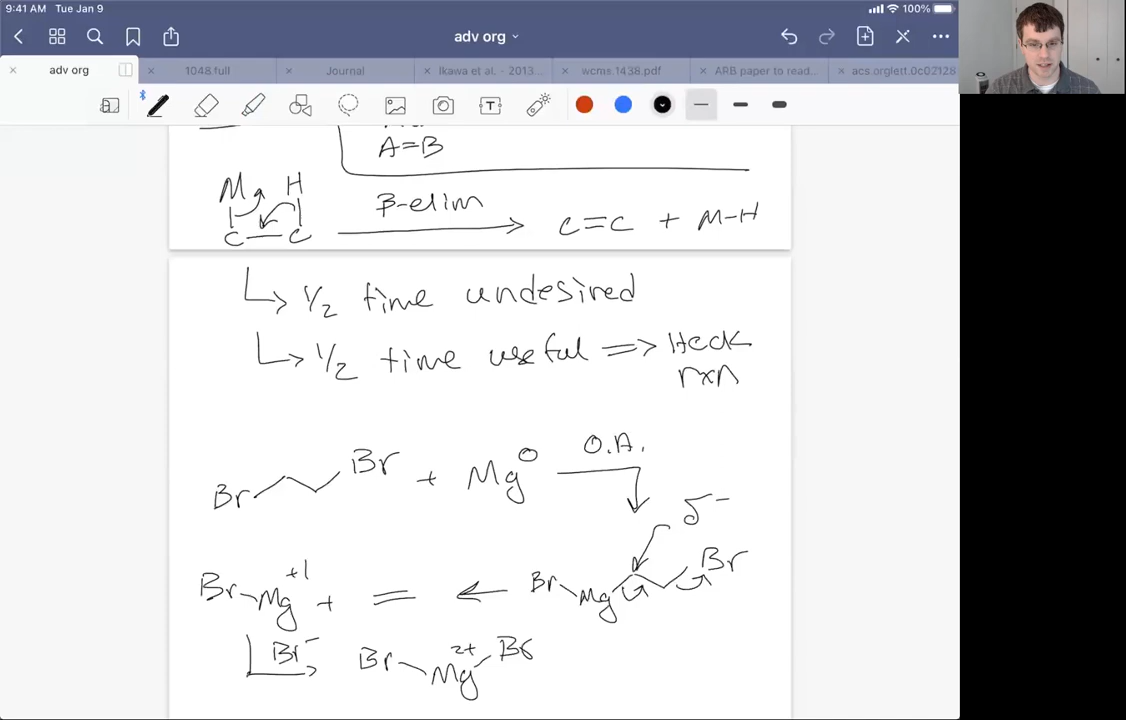 9:41 AM Tue Jan 9
100%
adv org
adv org
1048.full
Journal
Ikawa et al. - 2013...
wcms.1438.pdf
ARB paper to read...
acs.orglett.0c02128
T
A=B
Mg H
C — C
β-elim
C=C + M-H
↳ 1/2 time undesired
↳ 1/2 time useful => Heck
rxn
Br Br + Mg⁰ O.A.
δ-
Br-Mg +1 + = ← Br Mg Br
Br⁻ Br Mg 2+ Br